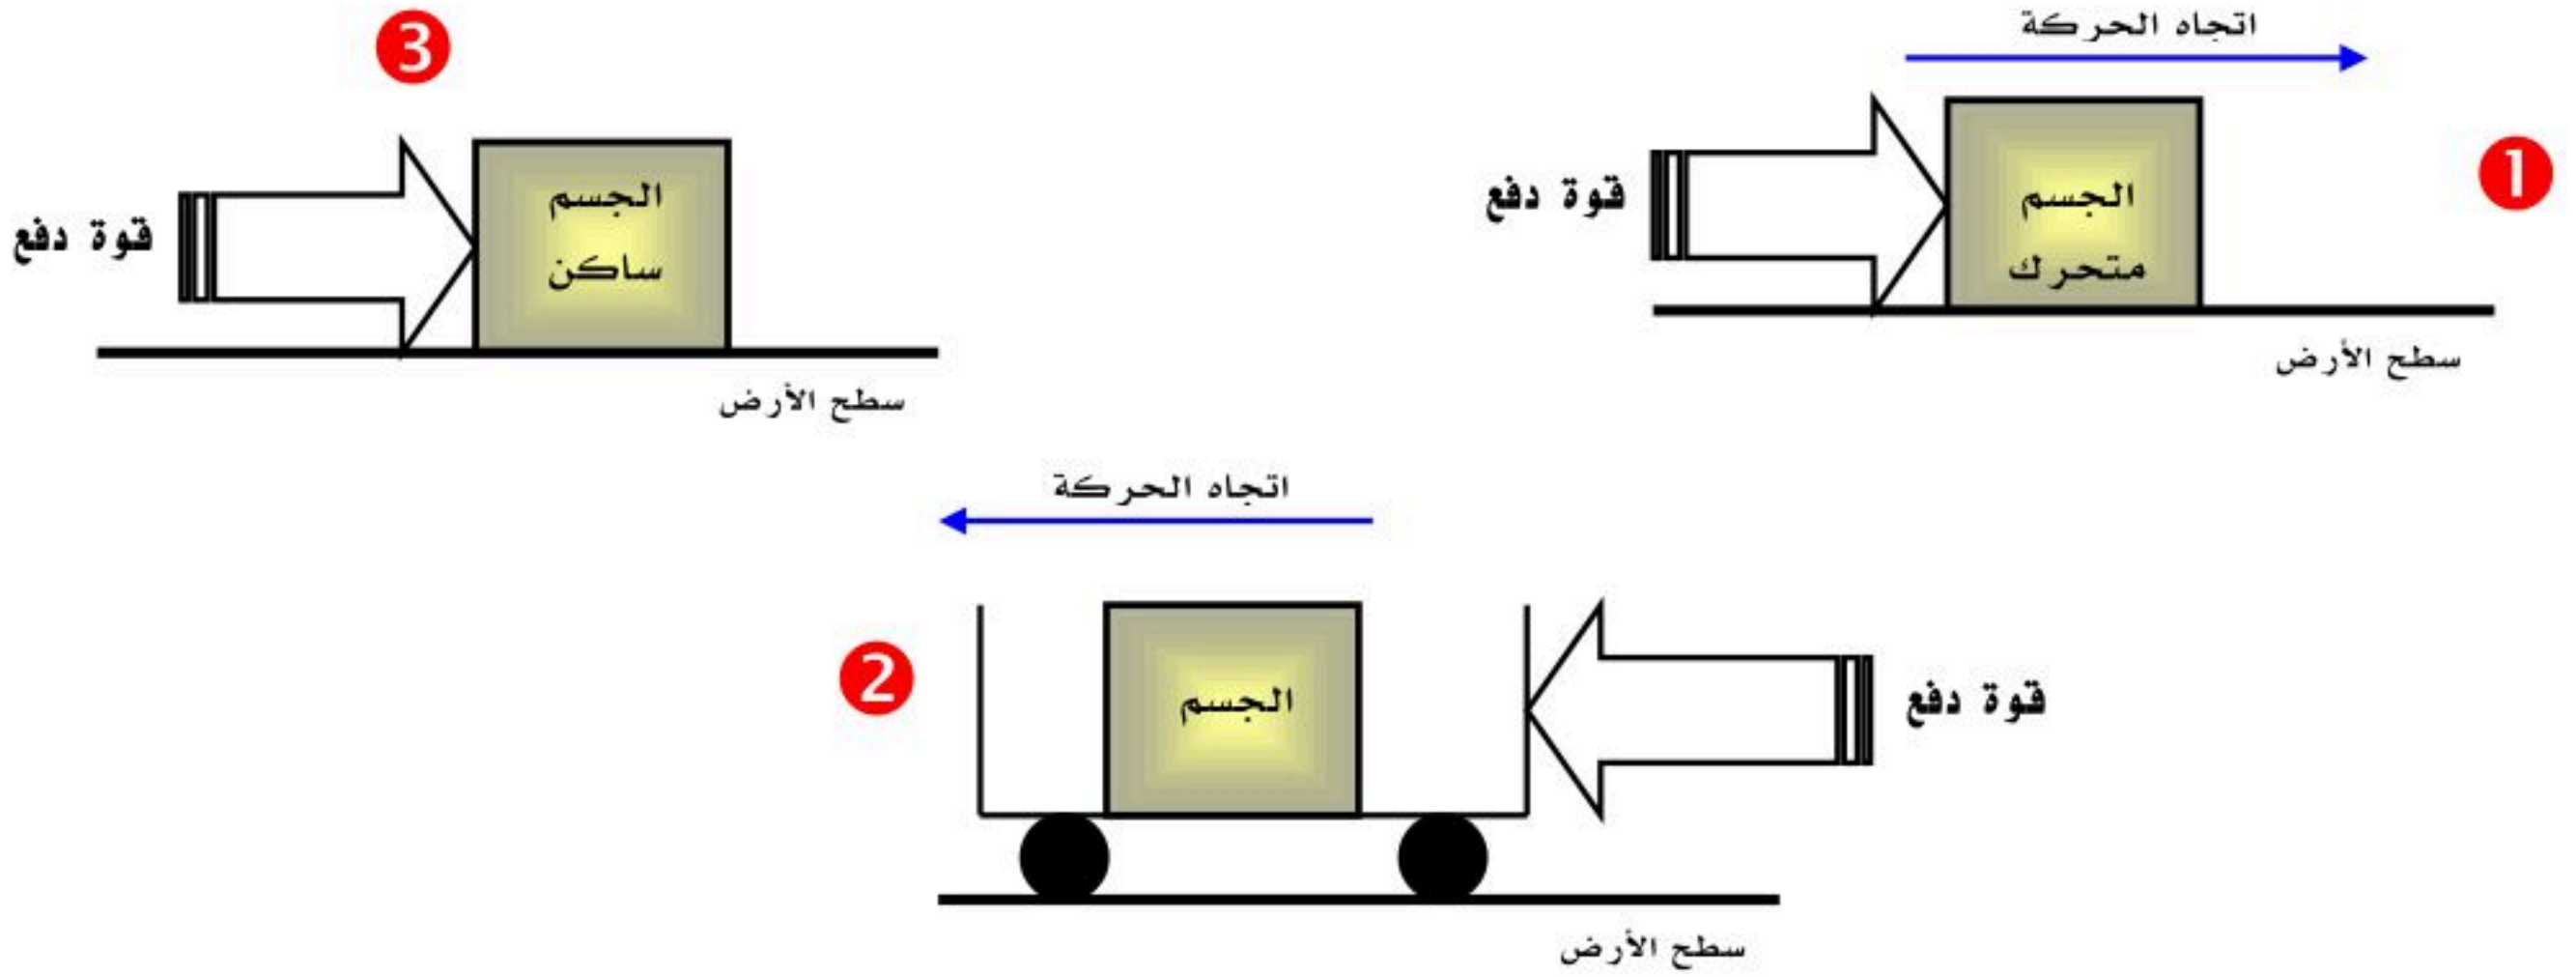 1
اتجاه الحركة
قوة دفع
الجسم
متحرك
سطح الأرض
3
قوة دفع
الجسم
ساكن
سطح الأرض
2
اتجاه الحركة
قوة دفع
الجسم
سطح الأرض